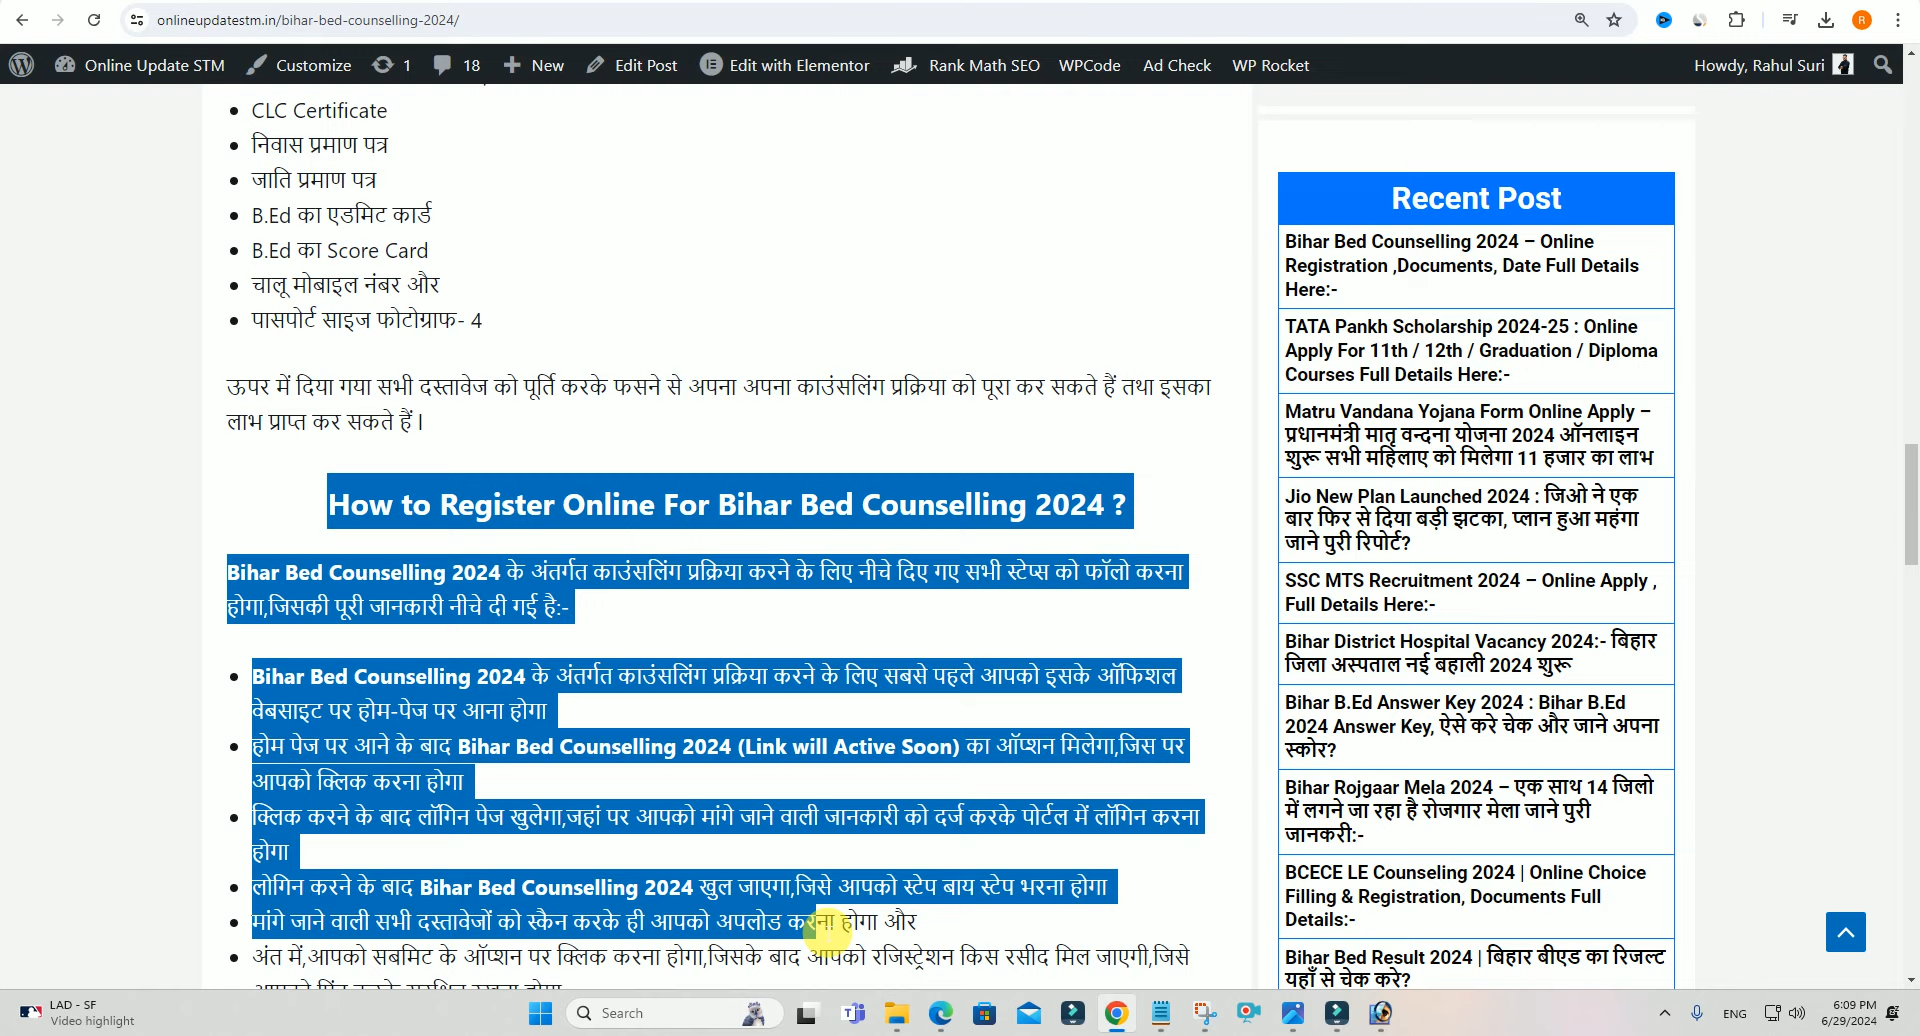 onlineupdatestm.in/bihar-bed-counselling-2024/
R
Online Update STM Customize 1 18 New Edit Post Edit with Elementor Rank Math SEO WPCode Ad Check WP Rocket Howdy, Rahul Suri
CLC Certificate
निवास प्रमाण पत्र
जाति प्रमाण पत्र
B.Ed का एडमिट कार्ड
B.Ed का Score Card
चालू मोबाइल नंबर और
पासपोर्ट साइज फोटोग्राफ- 4
ऊपर में दिया गया सभी दस्तावेज को पूर्ति करके फसने से अपना अपना काउंसलिंग प्रक्रिया को पूरा कर सकते हैं तथा इसका
लाभ प्राप्त कर सकते हैं।
How to Register Online For Bihar Bed Counselling 2024 ?
Bihar Bed Counselling 2024 के अंतर्गत काउंसलिंग प्रक्रिया करने के लिए नीचे दिए गए सभी स्टेप्स को फॉलो करना
होगा,जिसकी पूरी जानकारी नीचे दी गई है:-
Bihar Bed Counselling 2024 के अंतर्गत काउंसलिंग प्रक्रिया करने के लिए सबसे पहले आपको इसके ऑफिशल
वेबसाइट पर होम-पेज पर आना होगा
होम पेज पर आने के बाद Bihar Bed Counselling 2024 (Link will Active Soon) का ऑप्शन मिलेगा,जिस पर
आपको क्लिक करना होगा
क्लिक करने के बाद लॉगिन पेज खुलेगा,जहां पर आपको मांगे जाने वाली जानकारी को दर्ज करके पोर्टल में लॉगिन करना
होगा
लोगिन करने के बाद Bihar Bed Counselling 2024 खुल जाएगा,जिसे आपको स्टेप बाय स्टेप भरना होगा
मांगे जाने वाली सभी दस्तावेजों को स्कैन करके ही आपको अपलोड करना होगा और
अंत में,आपको सबमिट के ऑप्शन पर क्लिक करना होगा,जिसके बाद आपको रजिस्ट्रेशन किस रसीद मिल जाएगी,जिसे
Recent Post
Bihar Bed Counselling 2024 – Online
Registration ,Documents, Date Full Details
Here:-
TATA Pankh Scholarship 2024-25 : Online
Apply For 11th / 12th / Graduation / Diploma
Courses Full Details Here:-
Matru Vandana Yojana Form Online Apply –
प्रधानमंत्री मातृ वन्दना योजना 2024 ऑनलाइन
शुरू सभी महिलाए को मिलेगा 11 हजार का लाभ
Jio New Plan Launched 2024 : जिओ ने एक
बार फिर से दिया बड़ी झटका, प्लान हुआ महंगा
जाने पुरी रिपोर्ट?
SSC MTS Recruitment 2024 – Online Apply ,
Full Details Here:-
Bihar District Hospital Vacancy 2024:- बिहार
जिला अस्पताल नई बहाली 2024 शुरू
Bihar B.Ed Answer Key 2024 : Bihar B.Ed
2024 Answer Key, ऐसे करे चेक और जाने अपना
स्कोर?
Bihar Rojgaar Mela 2024 – एक साथ 14 जिलो
में लगने जा रहा है रोजगार मेला जाने पुरी
जानकरी:-
BCECE LE Counseling 2024 | Online Choice
Filling & Registration, Documents Full
Details:-
Bihar Bed Result 2024 | बिहार बीएड का रिजल्ट
यहाँ से चेक करे?
LAD - SF
Video highlight
Search
ENG
6:09 PM
6/29/2024